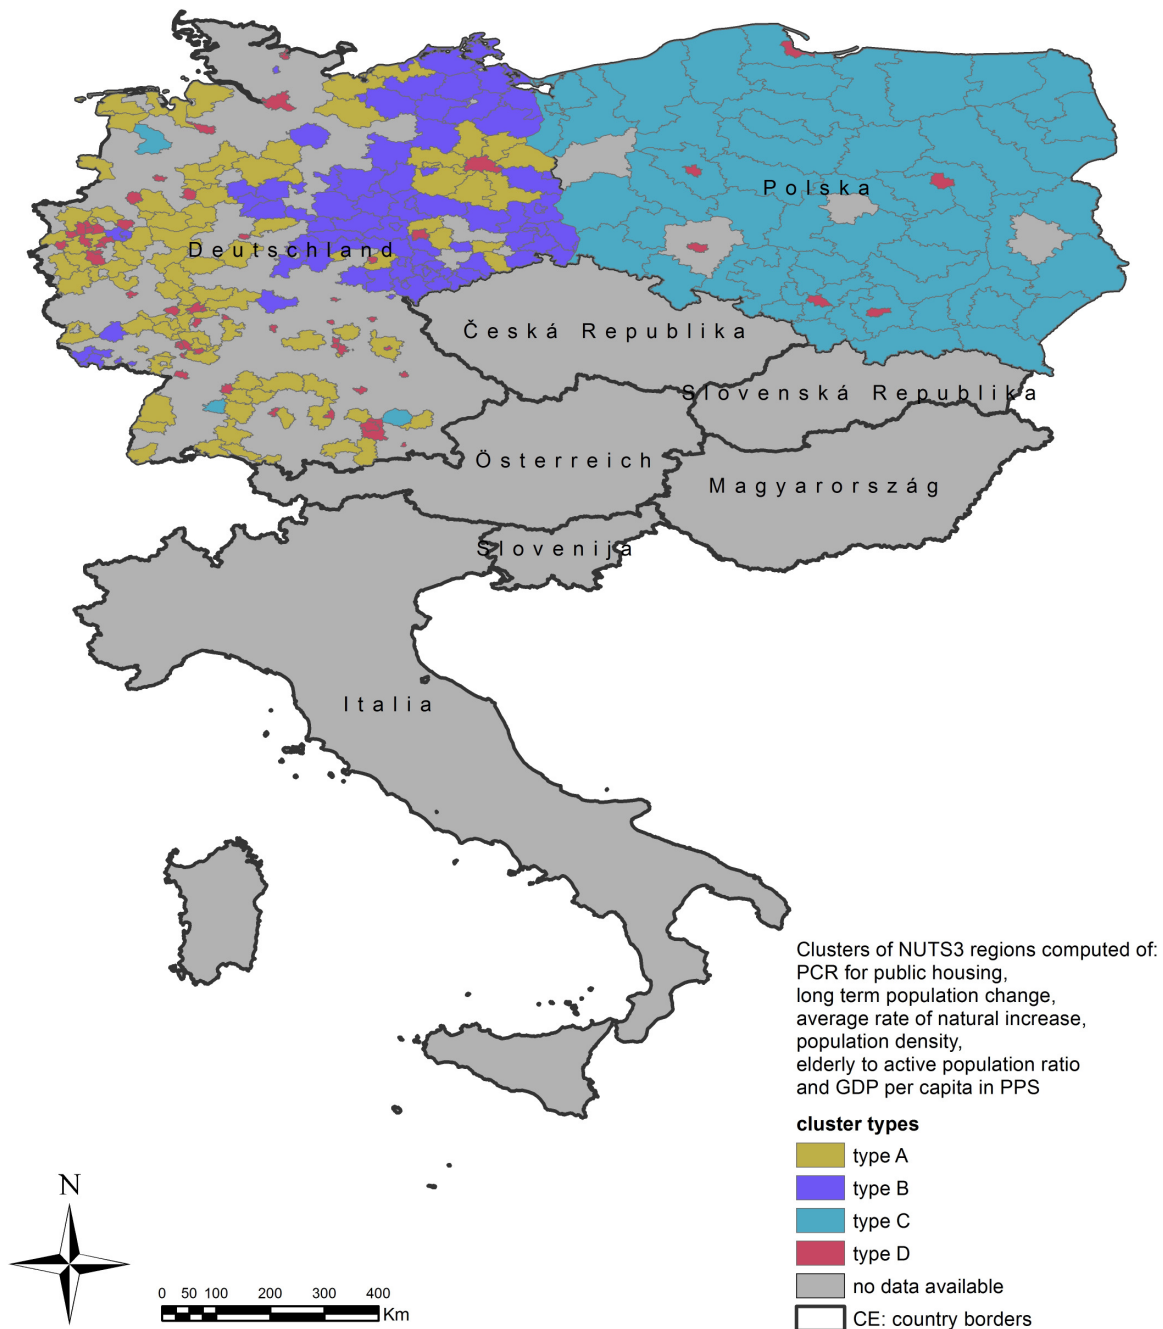 Polska
Deutschland
Česká Republika
Slovenská Republika
Österreich
Magyarország
Slovenija
Italia
Clusters of NUTS3 regions computed of:
PCR for public housing,
long term population change,
average rate of natural increase,
population density,
elderly to active population ratio
and GDP per capita in PPS
cluster types
type A
type B
type C
type D
no data available
CE: country borders
N
0 50 100 200 300 400
Km